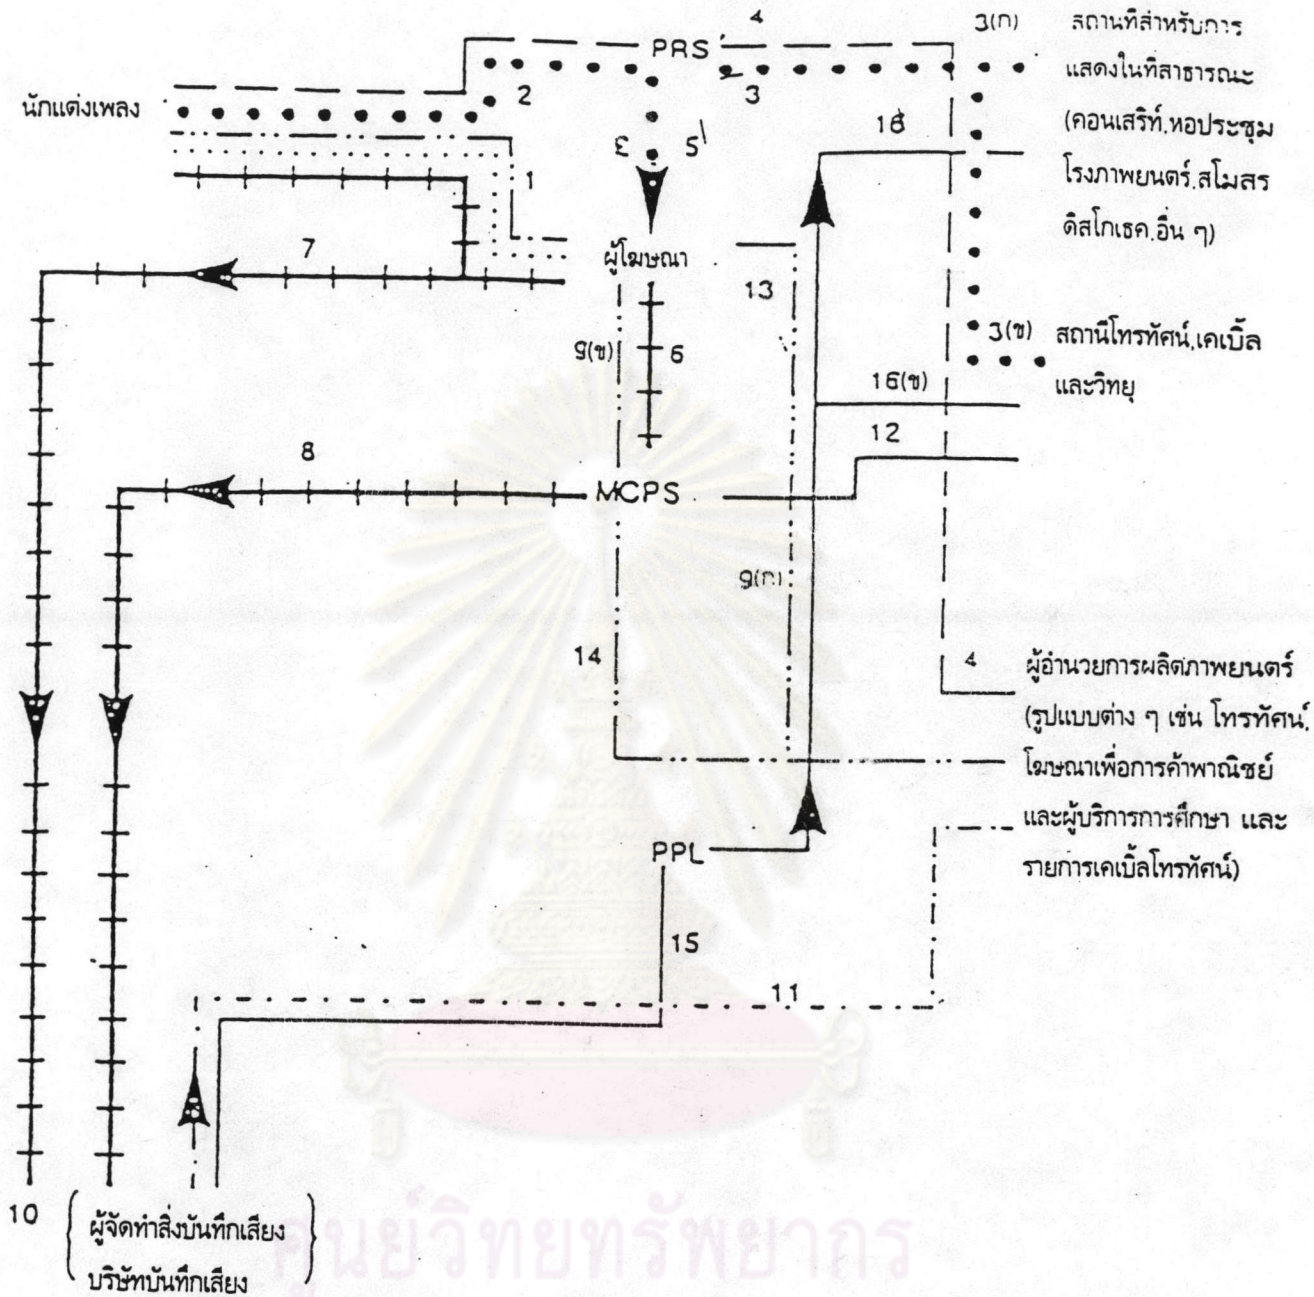 4
3(ก) สถานที่สำหรับการ
PRS
แสดงในที่สาธารณะ
นักแต่งเพลง
2
3
(คอนเสิร์ท,หอประชุม
16
3
5
โรงภาพยนตร์,สโมสร
1
ดิสโกเธค,อื่น ๆ)
7
ผู้โฆษณา
13
3(ข) สถานีโทรทัศน์,เคเบิ้ล
และวิทยุ
9(ข)
6
16(ข)
12
8
MCPS
9(ก)
14
4
ผู้อำนวยการผลิตภาพยนตร์
(รูปแบบต่าง ๆ เช่น โทรทัศน์,
โฆษณาเพื่อการค้าพาณิชย์
และผู้บริการการศึกษา และ
รายการเคเบิ้ลโทรทัศน์)
PPL
15
11
10
ผู้จัดทำสิ่งบันทึกเสียง
บริษัทบันทึกเสียง
ศูนย์วิทยทรัพยากร